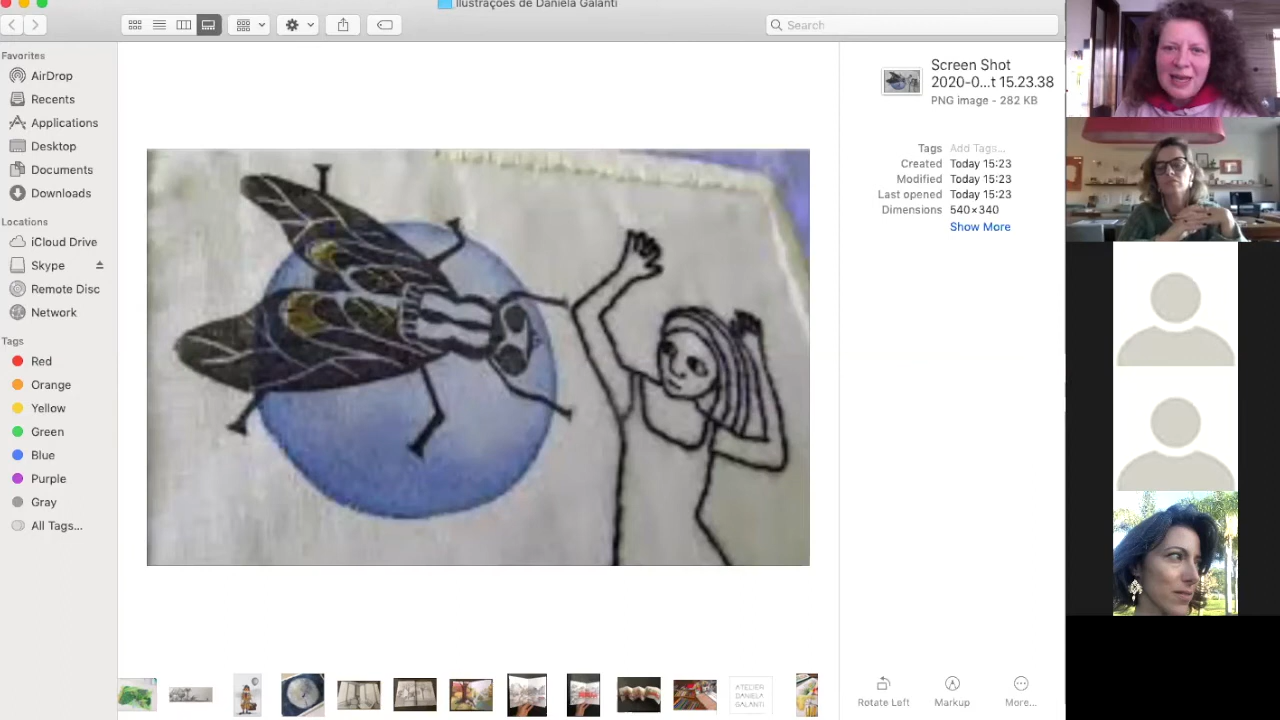 Ilustrações de Daniela Galanti
Search
Favorites
AirDrop
Recents
Applications
Desktop
Documents
Downloads
Locations
iCloud Drive
Skype
Remote Disc
Network
Tags
Red
Orange
Yellow
Green
Blue
Purple
Gray
All Tags...
Screen Shot
2020-0...t 15.23.38
PNG image - 282 KB
Tags Add Tags...
Created Today 15:23
Modified Today 15:23
Last opened Today 15:23
Dimensions 540×340
Show More
ATELIER
DANIELA
GALANTI
Rotate Left Markup More...